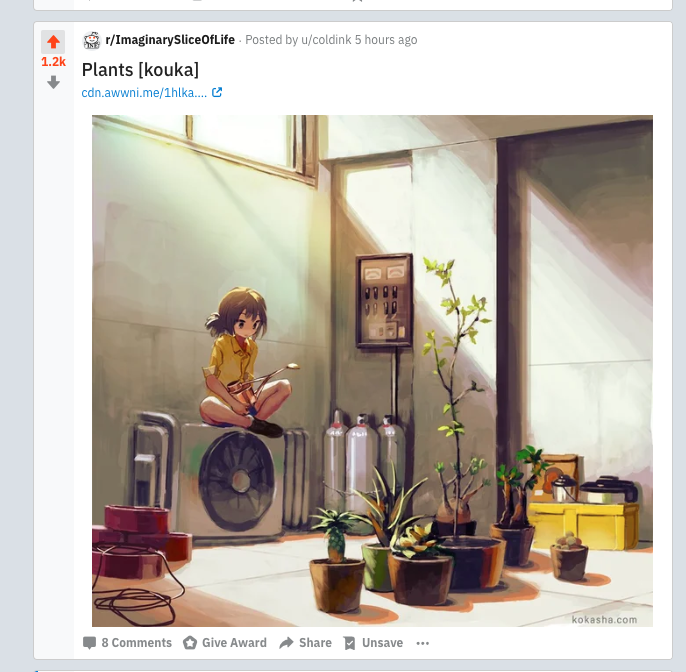 r/ImaginarySliceOfLife · Posted by u/coldink 5 hours ago
1.2k
Plants [kouka]
cdn.awwni.me/1hlka....
kokasha.com
8 Comments Give Award Share Unsave ...